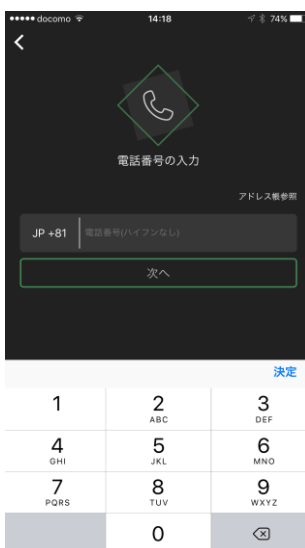 docomo 14:18 74%
電話番号の入力
アドレス帳参照
JP +81 電話番号(ハイフンなし)
次へ
決定
1 2 3
ABC DEF
4 5 6
GHI JKL MNO
7 8 9
PQRS TUV WXYZ
0